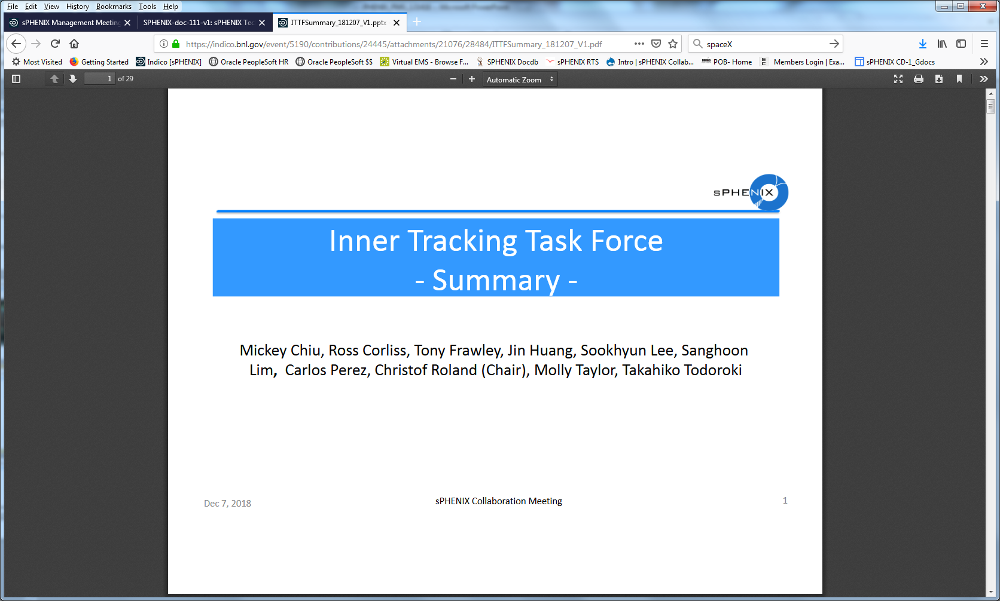 File Edit View History Bookmarks Tools Help
sPHENIX Management Meeting SPHENIX-doc-111-v1: sPHENIX Tec ITTFSummary_181207_V1.pptx
https://indico.bnl.gov/event/5190/contributions/24445/attachments/21076/28484/ITTFSummary_181207_V1.pdf spaceX
Most Visited Getting Started Indico [sPHENIX] Oracle PeopleSoft HR Oracle PeopleSoft $$ Virtual EMS - Browse F... SPHENIX Docdb sPHENIX RTS Intro | sPHENIX Collab... POB- Home E Members Login | Exa... sPHENIX CD-1_Gdocs
1 of 29 Automatic Zoom
sPHENIX
Inner Tracking Task Force
- Summary -
Mickey Chiu, Ross Corliss, Tony Frawley, Jin Huang, Sookhyun Lee, Sanghoon
Lim, Carlos Perez, Christof Roland (Chair), Molly Taylor, Takahiko Todoroki
Dec 7, 2018 sPHENIX Collaboration Meeting 1